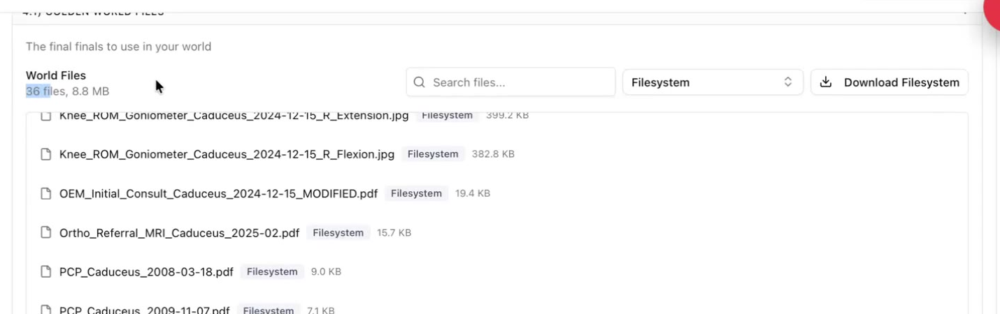 4.1) GOLDEN WORLD FILES
The final finals to use in your world
World Files
36 files, 8.8 MB
Search files...
Filesystem
Download Filesystem
Knee_ROM_Goniometer_Caduceus_2024-12-15_R_Extension.jpg Filesystem 399.2 KB
Knee_ROM_Goniometer_Caduceus_2024-12-15_R_Flexion.jpg Filesystem 382.8 KB
OEM_Initial_Consult_Caduceus_2024-12-15_MODIFIED.pdf Filesystem 19.4 KB
Ortho_Referral_MRI_Caduceus_2025-02.pdf Filesystem 15.7 KB
PCP_Caduceus_2008-03-18.pdf Filesystem 9.0 KB
PCP_Caduceus_2009-11-07.pdf Filesystem 7.1 KB